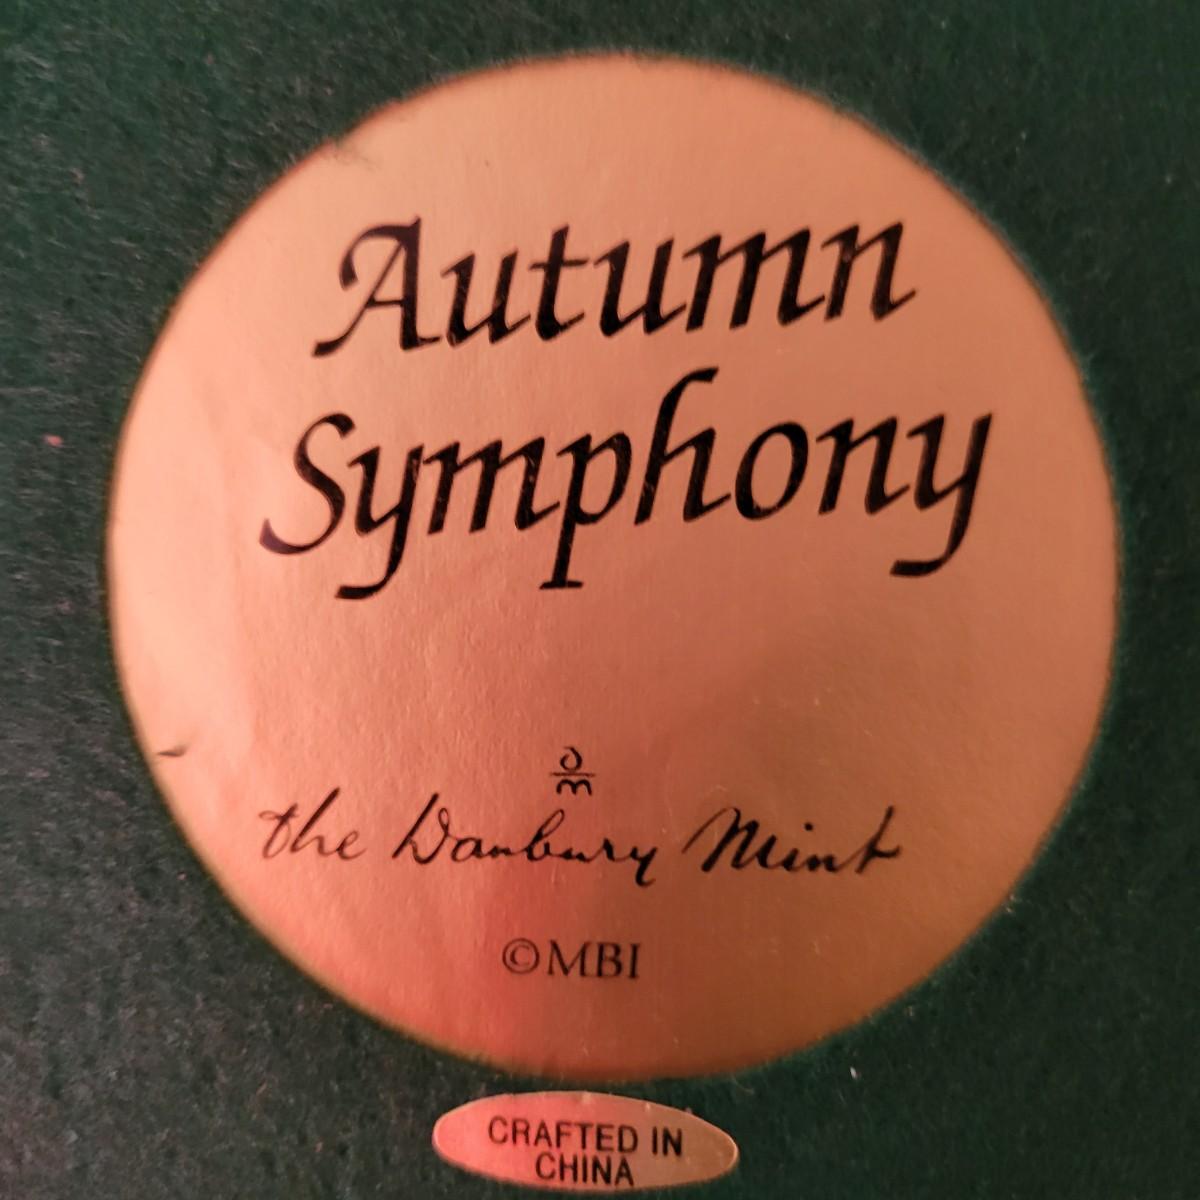 Autumn
Symphony
d
m
the Danbury Mint
©MBI
CRAFTED IN
CHINA